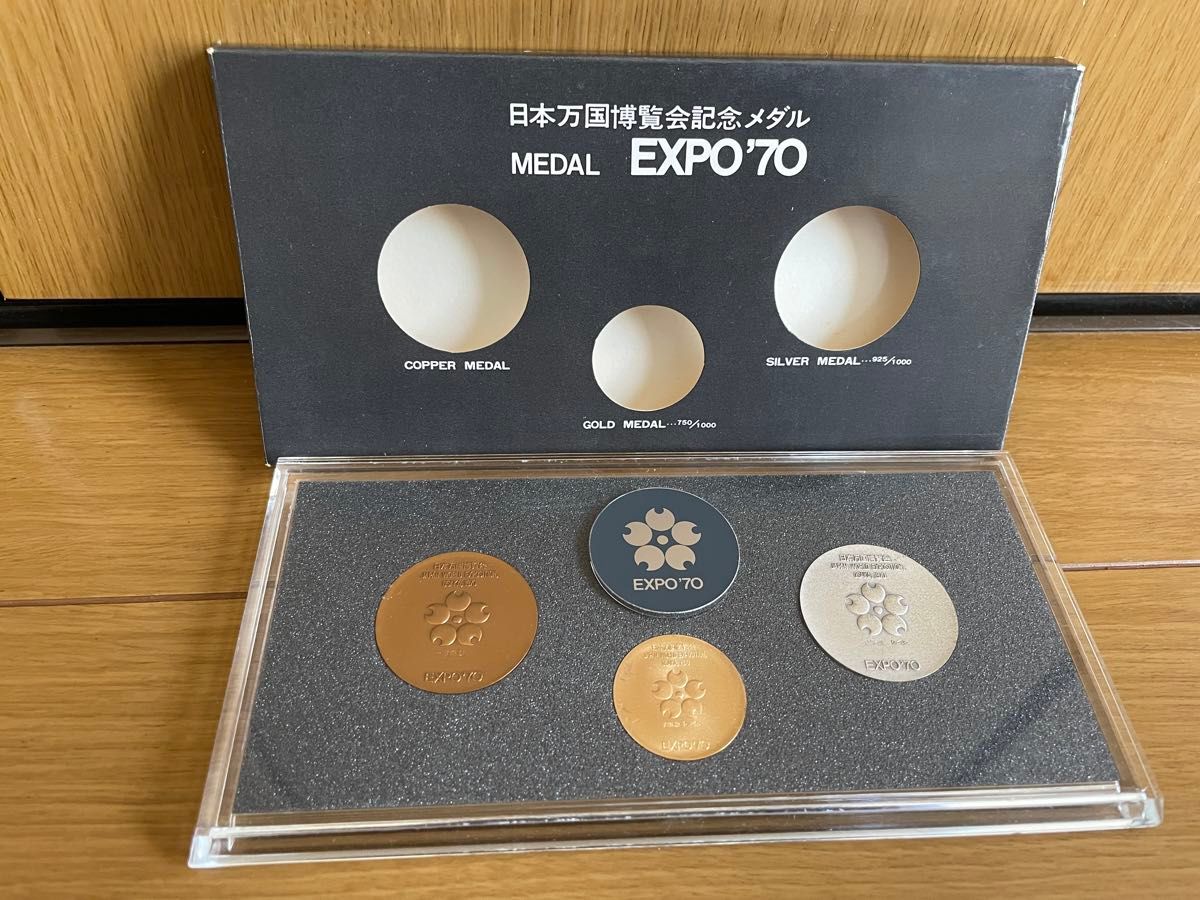 日本万国博覧会記念メダル
MEDAL EXPO'70
COPPER MEDAL
SILVER MEDAL...925/1000
GOLD MEDAL...750/1000
EXPO'70
EXPO'70
EXPO'70
EXPO'70